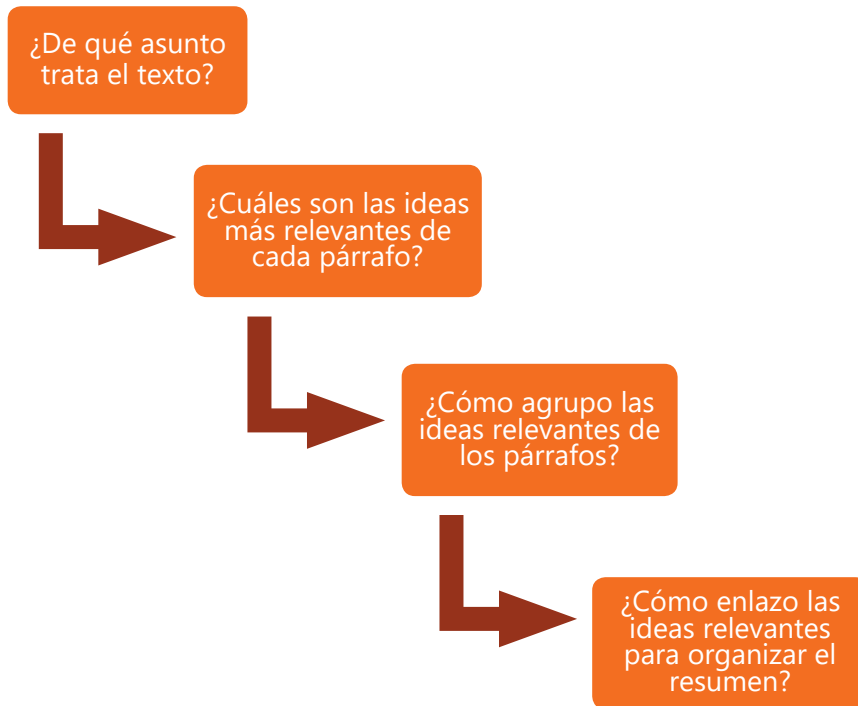 ¿De qué asunto
trata el texto?
¿Cuáles son las ideas
más relevantes de
cada párrafo?
¿Cómo agrupo las
ideas relevantes de
los párrafos?
¿Cómo enlazo las
ideas relevantes
para organizar el
resumen?